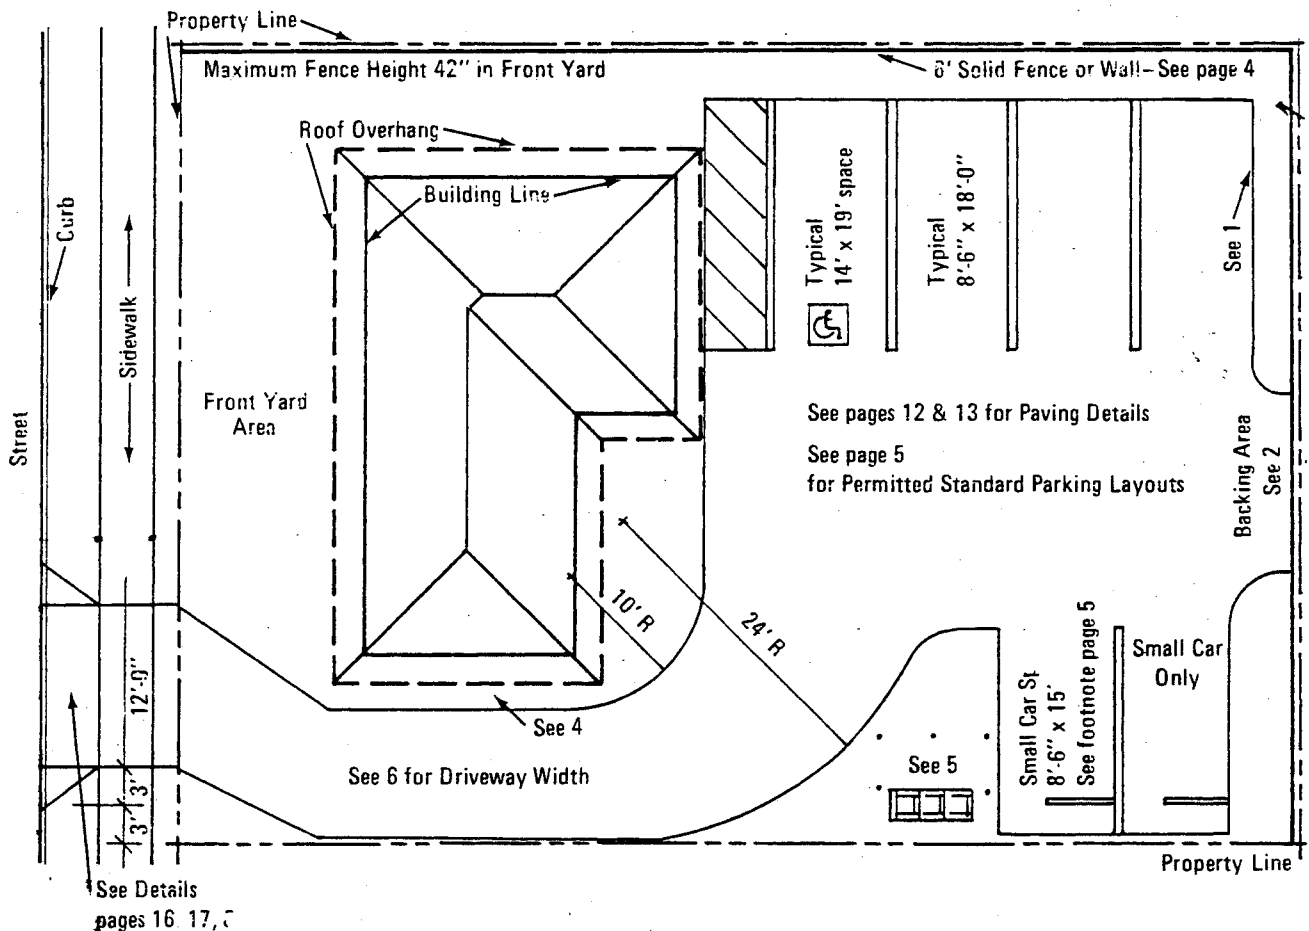 Property Line
Maximum Fence Height 42" in Front Yard
6' Solid Fence or Wall–See page 4
Roof Overhang
Building Line
Curb
Sidewalk
Street
Front Yard
Area
Typical
14' x 19' space
Typical
8'-6" x 18'-0"
See 1
See pages 12 & 13 for Paving Details
See page 5
for Permitted Standard Parking Layouts
Backing Area
See 2
10' R
24' R
12'-0"
3'
3'
See 4
See 6 for Driveway Width
See 5
Small Car St
8'-6" x 15'
See footnote page 5
Small Car
Only
Property Line
See Details
pages 16, 17,